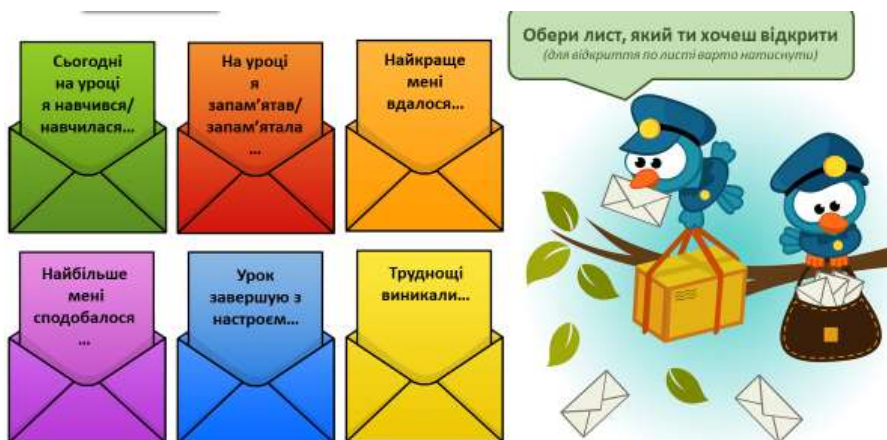 Сьогодні
на уроці
я навчився/
навчилася...
На уроці
я
запам'ятав/
запам'ятала
...
Найкраще
мені
вдалося...
Обери лист, який ти хочеш відкрити
(для відкриття по листі варто натиснути)
Найбільше
мені
сподобалося
...
Урок
завершую з
настроєм...
Труднощі
виникали...